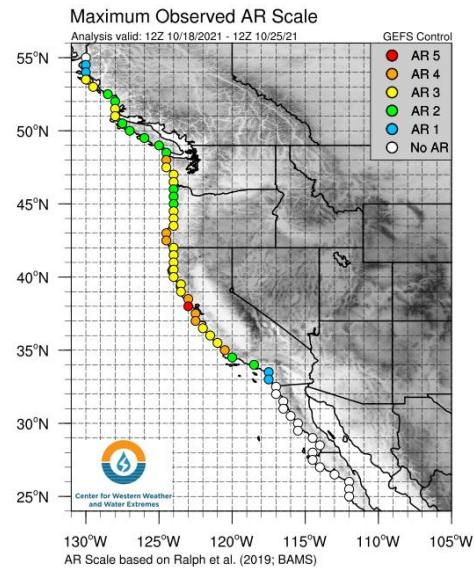 Maximum Observed AR Scale
Analysis valid: 12Z 10/18/2021 - 12Z 10/25/21
GEFS Control
AR 5
AR 4
AR 3
AR 2
AR 1
No AR
55°N
50°N
45°N
40°N
35°N
30°N
25°N
Center for Western Weather
and Water Extremes
130°W 125°W 120°W 115°W 110°W 105°W
AR Scale based on Ralph et al. (2019; BAMS)